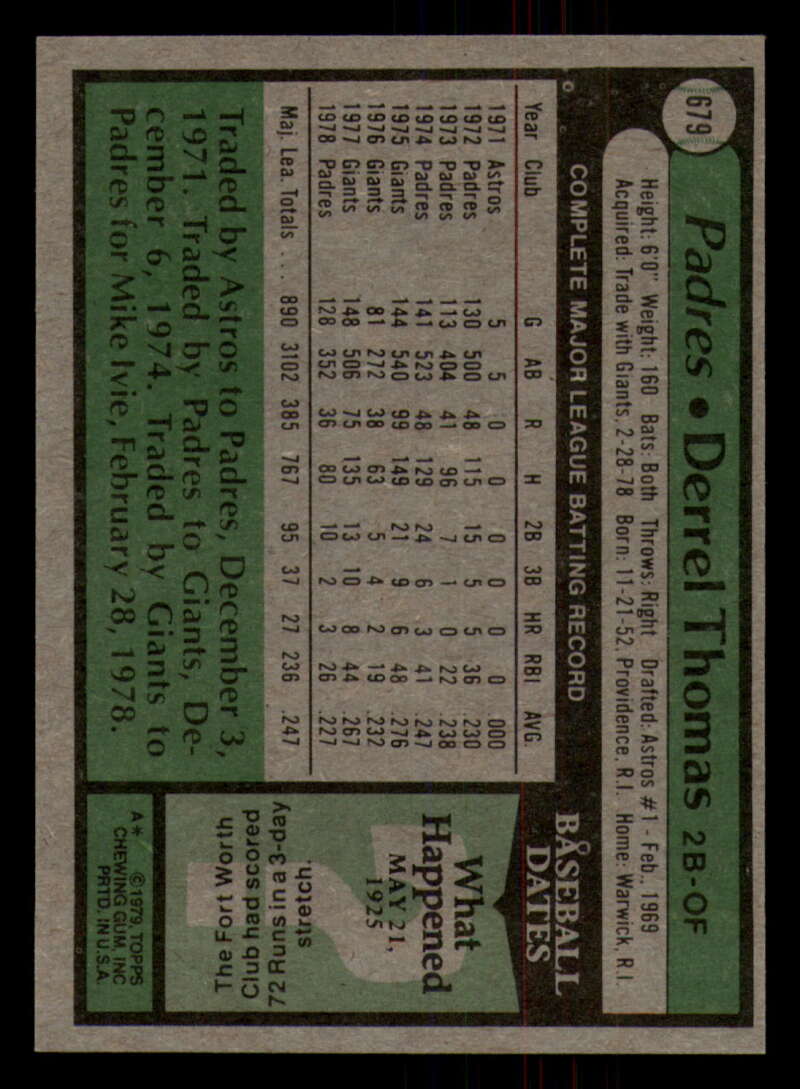 679
Padres • Derrel Thomas 2B-OF
Height: 6'0" Weight: 160 Bats: Both Throws: Right Drafted: Astros #1 - Feb., 1969
Acquired: Trade with Giants, 2-28-78 Born: 11-21-52, Providence, R.I. Home: Warwick, R.I.
COMPLETE MAJOR LEAGUE BATTING RECORD
Year Club G AB R H 2B 3B HR RBI AVG.
1971 Astros 5 5 0 0 0 0 0 0 .000
1972 Padres 130 500 48 115 15 5 5 36 .230
1973 Padres 113 404 41 96 7 1 0 22 .238
1974 Padres 141 523 48 129 24 6 3 41 .247
1975 Giants 144 540 99 149 21 9 6 48 .276
1976 Giants 81 272 38 63 5 4 2 19 .232
1977 Giants 148 506 75 135 13 10 8 44 .267
1978 Padres 128 352 36 80 10 2 3 26 .227
Maj. Lea. Totals . . . 890 3102 385 767 95 37 27 236 .247
Traded by Astros to Padres, December 3,
1971. Traded by Padres to Giants, De-
cember 6, 1974. Traded by Giants to
Padres for Mike Ivie, February 28, 1978.
BASEBALL
DATES
What
Happened
MAY 21,
1925
The Fort Worth
Club had scored
72 Runs in a 3-day
stretch.
A* ©1979, TOPPS
CHEWING GUM, INC
PRTD. IN U.S.A.